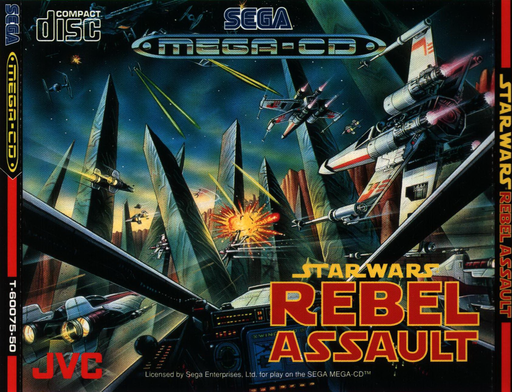 COMPACT
disc
SEGA
MEGA-CD
SEGA
MEGA-CD
T-60075-50
STAR WARS
REBEL
ASSAULT
JVC
Licensed by Sega Enterprises, Ltd. for play on the SEGA MEGA-CD™
STAR WARS REBEL ASSAULT